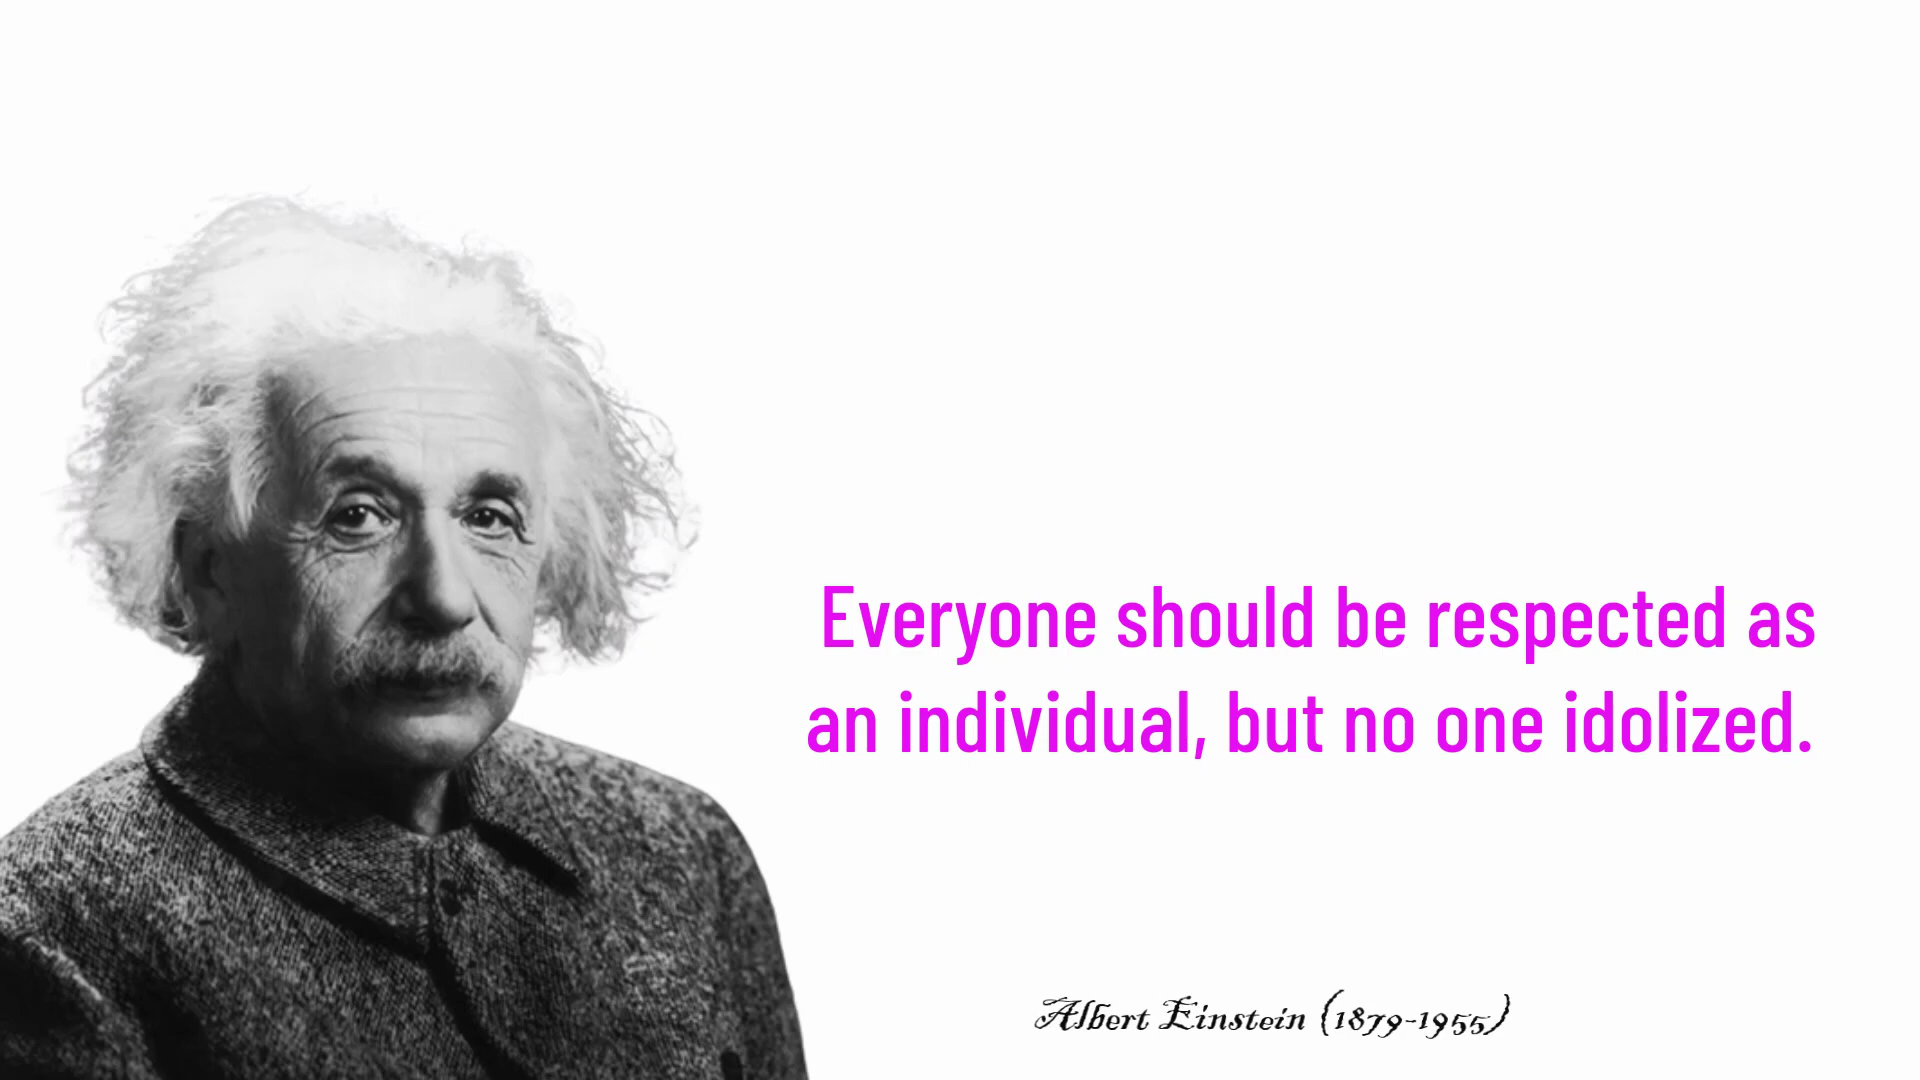 Everyone should be respected as
an individual, but no one idolized.
Albert Einstein (1879-1955)